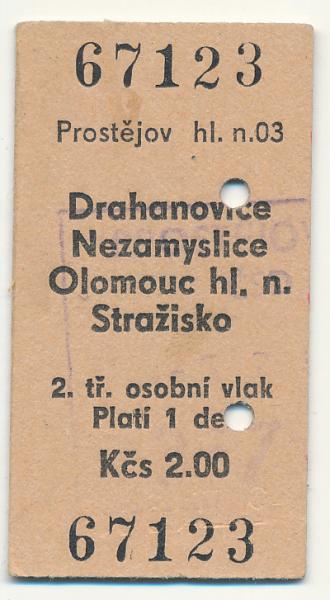 67123
Prostějov hl. n.03
Drahanovice
Nezamyslice
Olomouc hl. n.
Stražisko
2. tř. osobní vlak
Platí 1 de
Kčs 2.00
67123